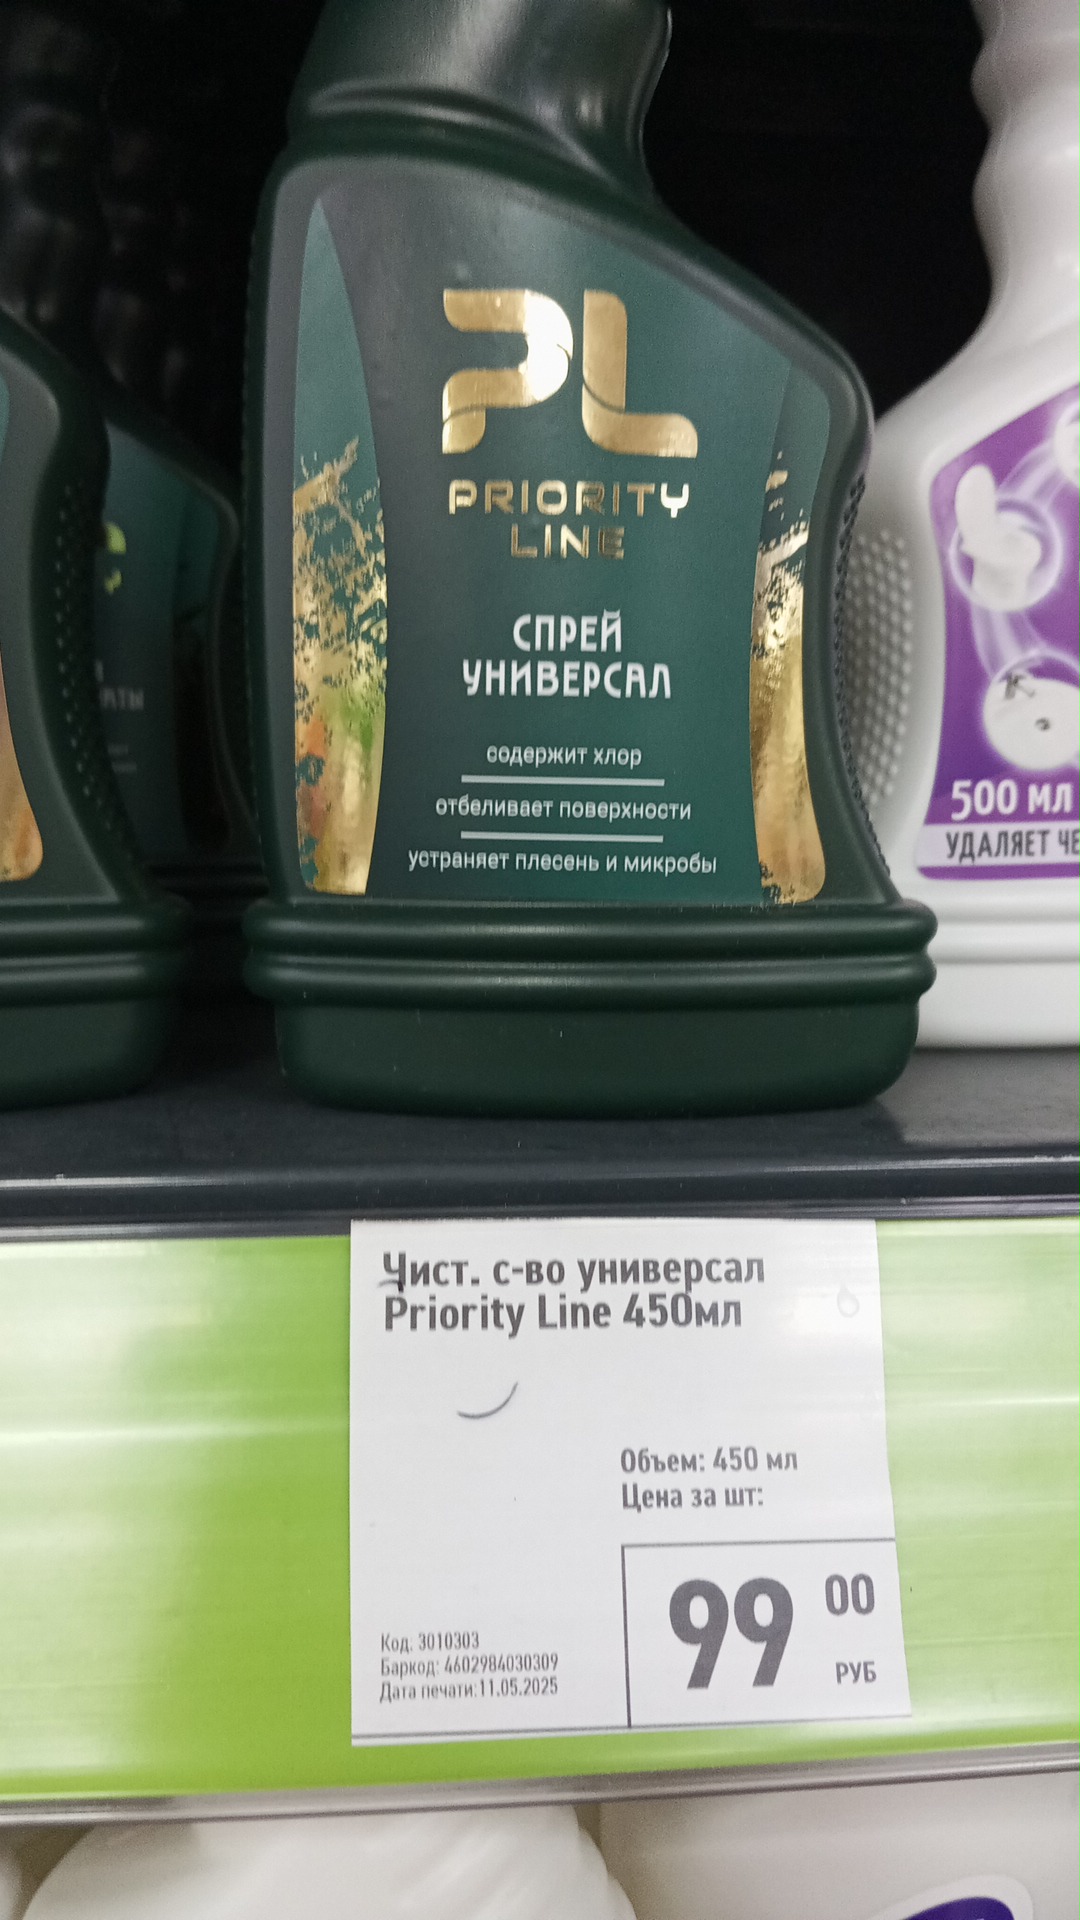 PL
PRIORITY
LINE
СПРЕЙ
УНИВЕРСАЛ
содержит хлор
отбеливает поверхности
устраняет плесень и микробы
500 мл
УДАЛЯЕТ
Чист. с-во универсал
Priority Line 450мл
Объем: 450 мл
Цена за шт:
99 00
РУБ
Код: 3010303
Баркод: 4602984030309
Дата печати:11.05.2025